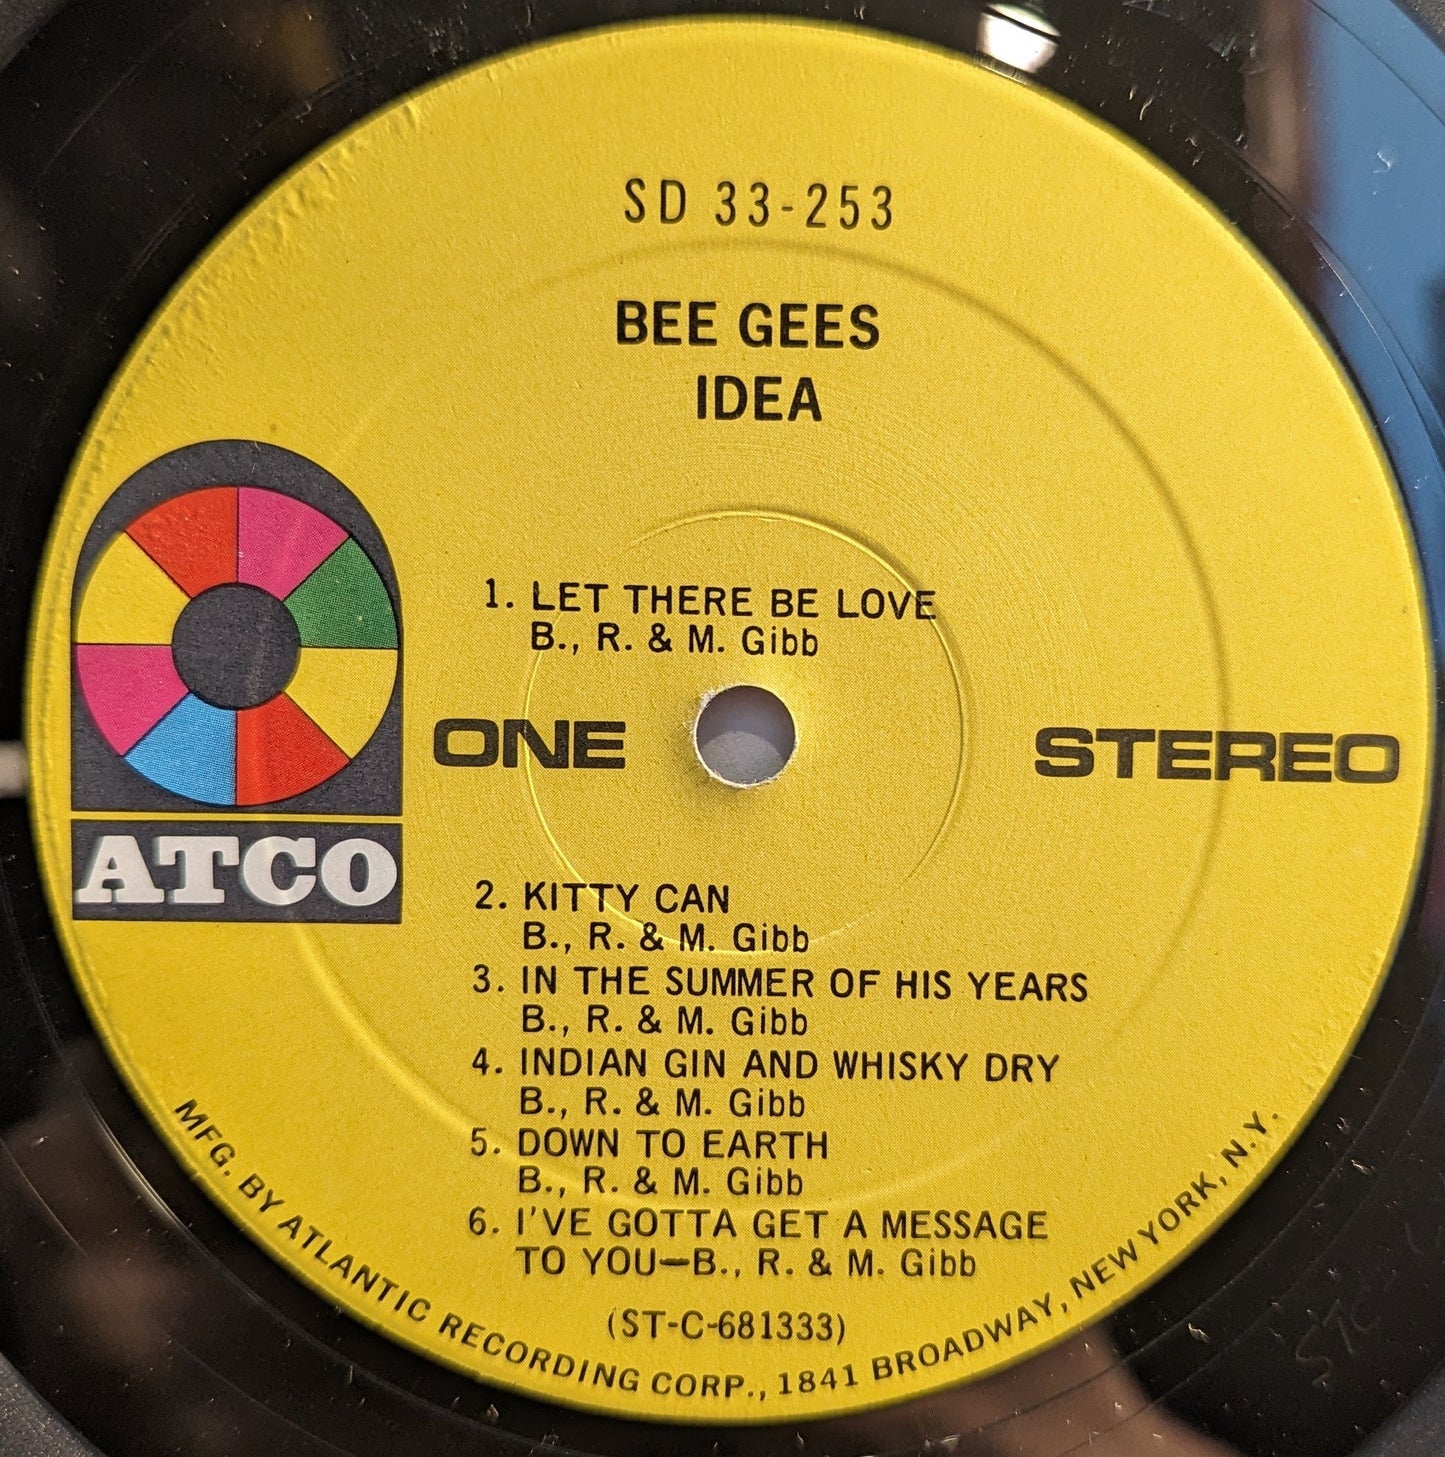 SD 33-253
BEE GEES
IDEA
1. LET THERE BE LOVE
B., R. & M. Gibb
ONE
STEREO
ATCO
2. KITTY CAN
B., R. & M. Gibb
3. IN THE SUMMER OF HIS YEARS
B., R. & M. Gibb
4. INDIAN GIN AND WHISKY DRY
B., R. & M. Gibb
5. DOWN TO EARTH
B., R. & M. Gibb
6. I'VE GOTTA GET A MESSAGE
TO YOU—B., R. & M. Gibb
(ST-C-681333)
MFG. BY ATLANTIC RECORDING CORP., 1841 BROADWAY, NEW YORK, N.Y.